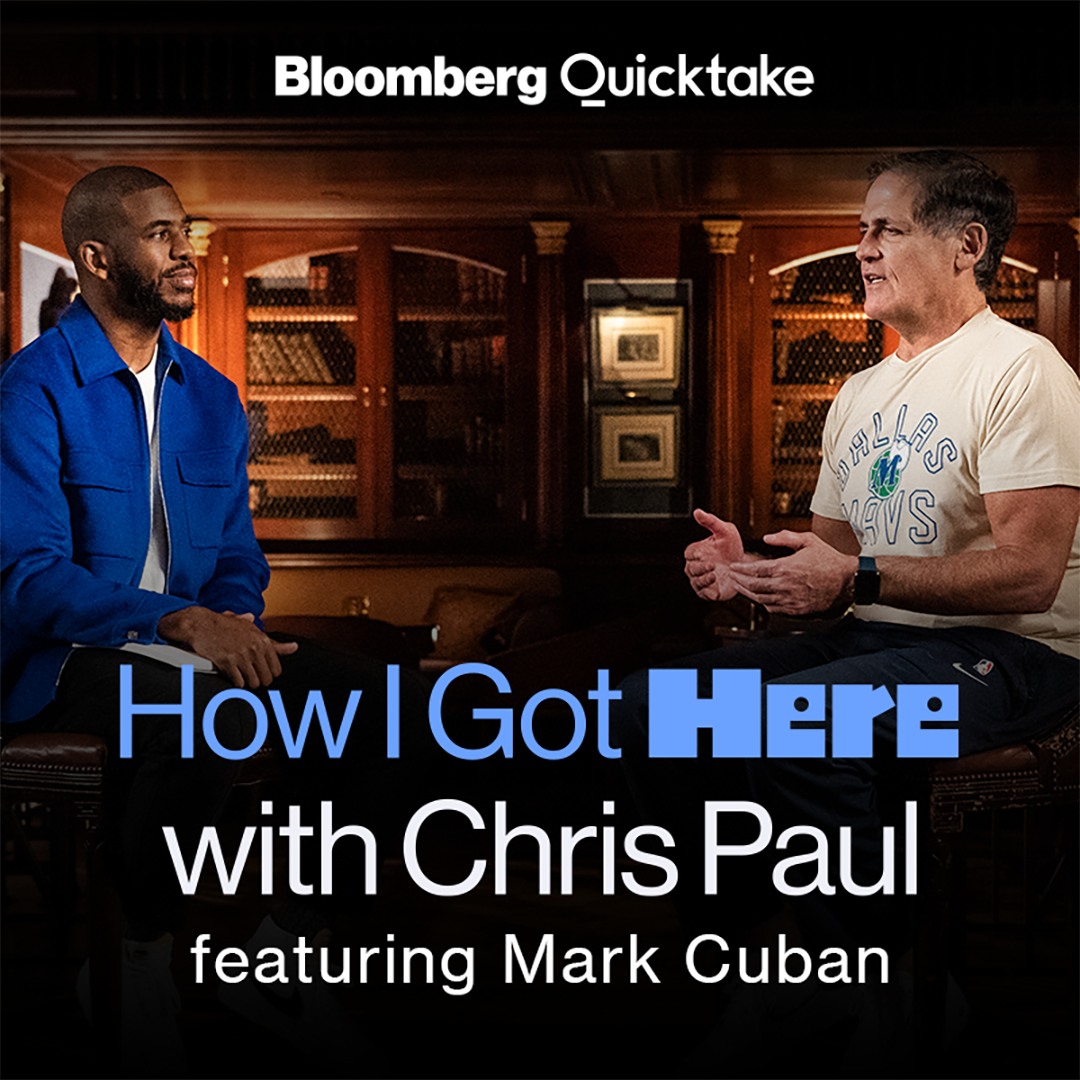 Bloomberg Quicktake
DALLAS
M
MAVS
How I Got Here
with Chris Paul
featuring Mark Cuban